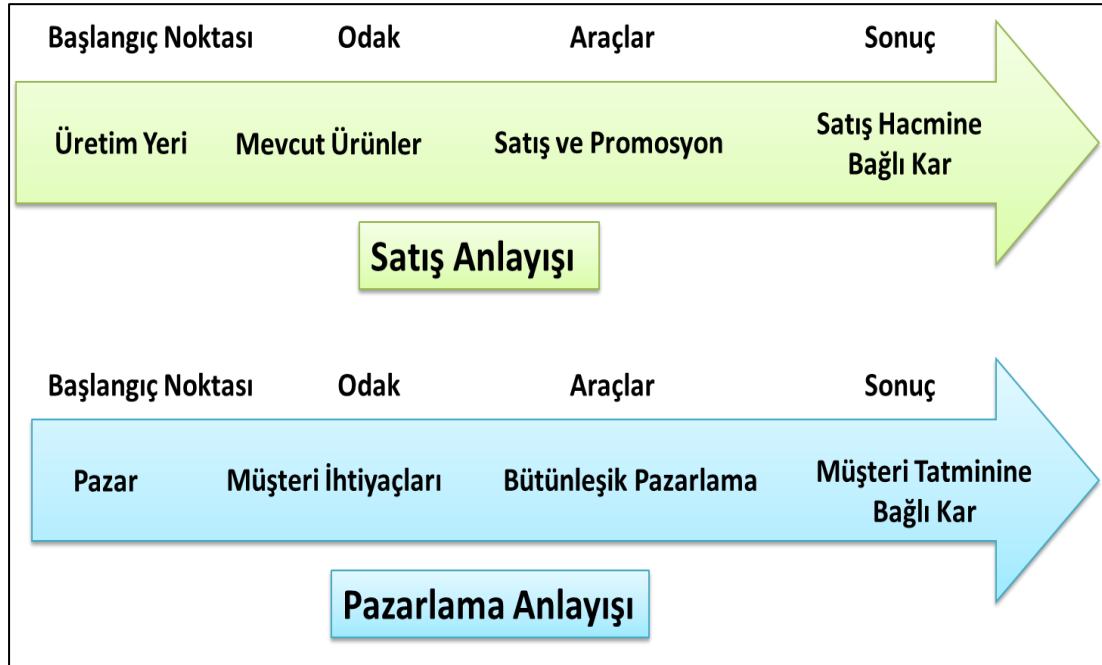 Başlangıç Noktası Odak Araçlar Sonuç
Üretim Yeri Mevcut Ürünler Satış ve Promosyon Satış Hacmine
Bağlı Kar
Satış Anlayışı
Başlangıç Noktası Odak Araçlar Sonuç
Pazar Müşteri İhtiyaçları Bütünleşik Pazarlama Müşteri Tatminine
Bağlı Kar
Pazarlama Anlayışı